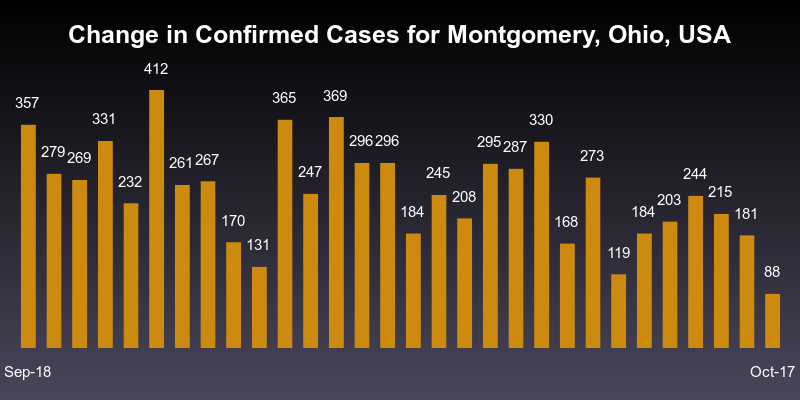 Change in Confirmed Cases for Montgomery, Ohio, USA
357 279 269 331 232 412 261 267 170 131 365 247 369 296 296 184 245 208 295 287 330 168 273 119 184 203 244 215 181 88
Sep-18 Oct-17